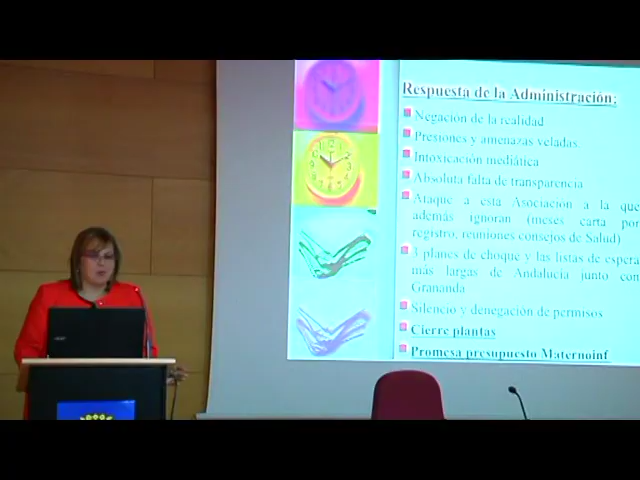 Respuesta de la Administración:
Negación de la realidad
Presiones y amenazas veladas.
Intoxicación mediática
Absoluta falta de transparencia
Ataque a esta Asociación a la que
además ignoran (meses carta por
registro, reuniones consejos de Salud)
3 planes de choque y las listas de espera
más largas de Andalucía junto con
Grananda
Silencio y denegación de permisos
Cierre plantas
Promesa presupuesto Maternoinf